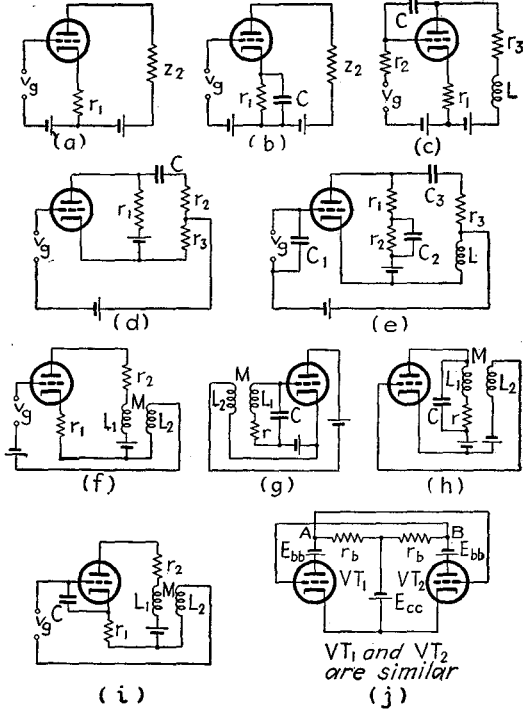 r₁
Z₂
vg
(a)
r₁
C
Z₂
vg
(b)
C
r₂
vg
r₁
r₃
L
(c)
C
r₁
r₂
r₃
vg
(d)
vg
C₁
r₁
r₂
C₂
C₃
r₃
L
(e)
vg
r₁
r₂
L₁
M
L₂
(f)
M
L₂
L₁
r
C
(g)
M
L₁
L₂
C
r
(h)
vg
C
r₁
r₂
L₁
M
L₂
(i)
A
B
Ebb
rb
rb
Ebb
VT₁
VT₂
Ecc
VT₁ and VT₂
are similar
(j)